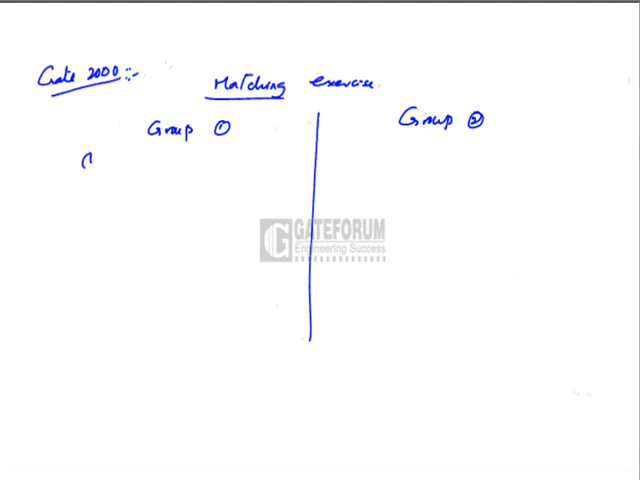 Gate 2000 :-
Matching exercise
Group ①
Group ②
(
GATEFORUM
Engineering Success